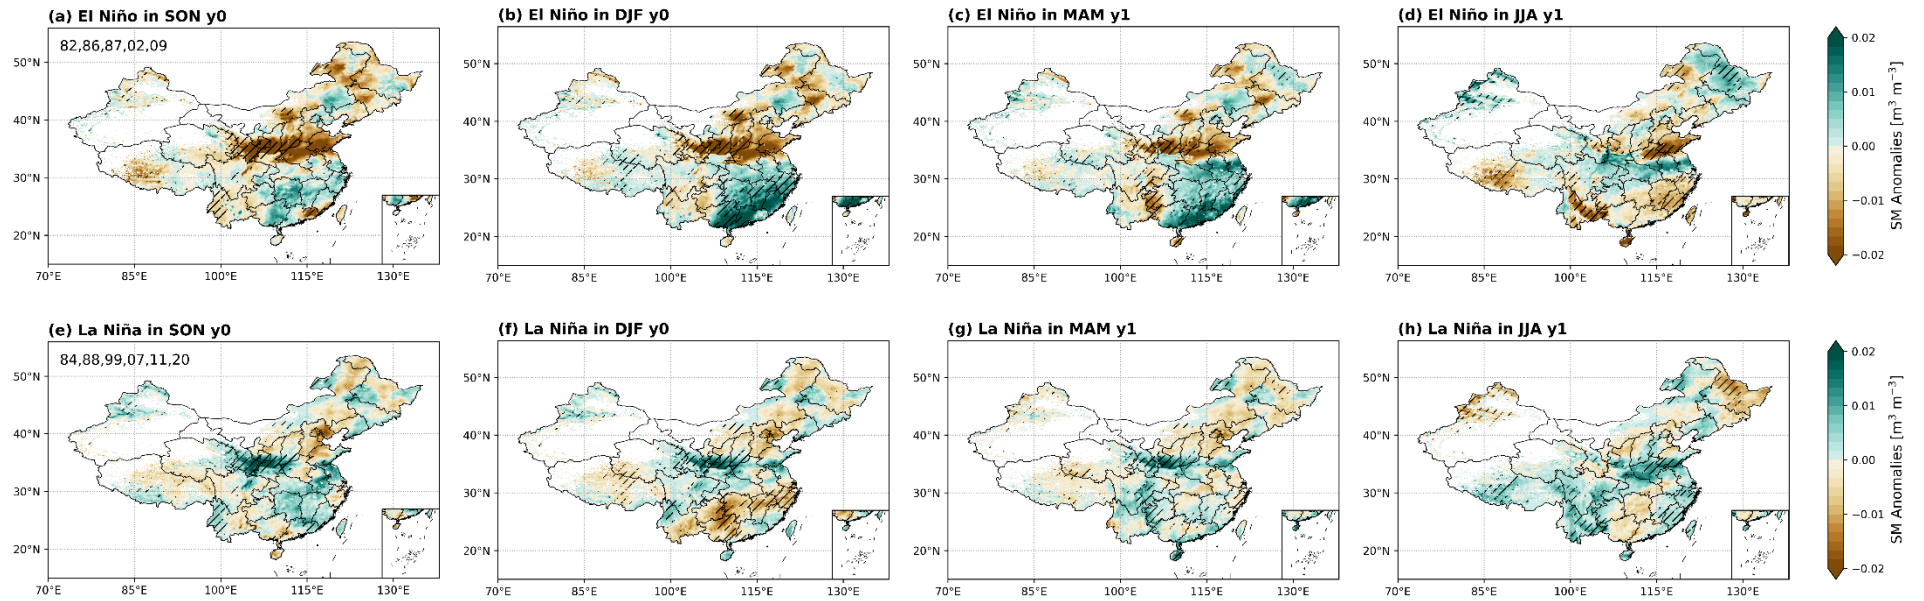 (a) El Niño in SON y0
(b) El Niño in DJF y0
(c) El Niño in MAM y1
(d) El Niño in JJA y1
82,86,87,02,09
50°N
40°N
30°N
20°N
70°E 85°E 100°E 115°E 130°E
50°N
40°N
30°N
20°N
70°E 85°E 100°E 115°E 130°E
50°N
40°N
30°N
20°N
70°E 85°E 100°E 115°E 130°E
50°N
40°N
30°N
20°N
70°E 85°E 100°E 115°E 130°E
0.02
0.01
0.00
−0.01
−0.02
SM Anomalies [m³ m⁻³]
(e) La Niña in SON y0
(f) La Niña in DJF y0
(g) La Niña in MAM y1
(h) La Niña in JJA y1
84,88,99,07,11,20
50°N
40°N
30°N
20°N
70°E 85°E 100°E 115°E 130°E
50°N
40°N
30°N
20°N
70°E 85°E 100°E 115°E 130°E
50°N
40°N
30°N
20°N
70°E 85°E 100°E 115°E 130°E
50°N
40°N
30°N
20°N
70°E 85°E 100°E 115°E 130°E
0.02
0.01
0.00
−0.01
−0.02
SM Anomalies [m³ m⁻³]